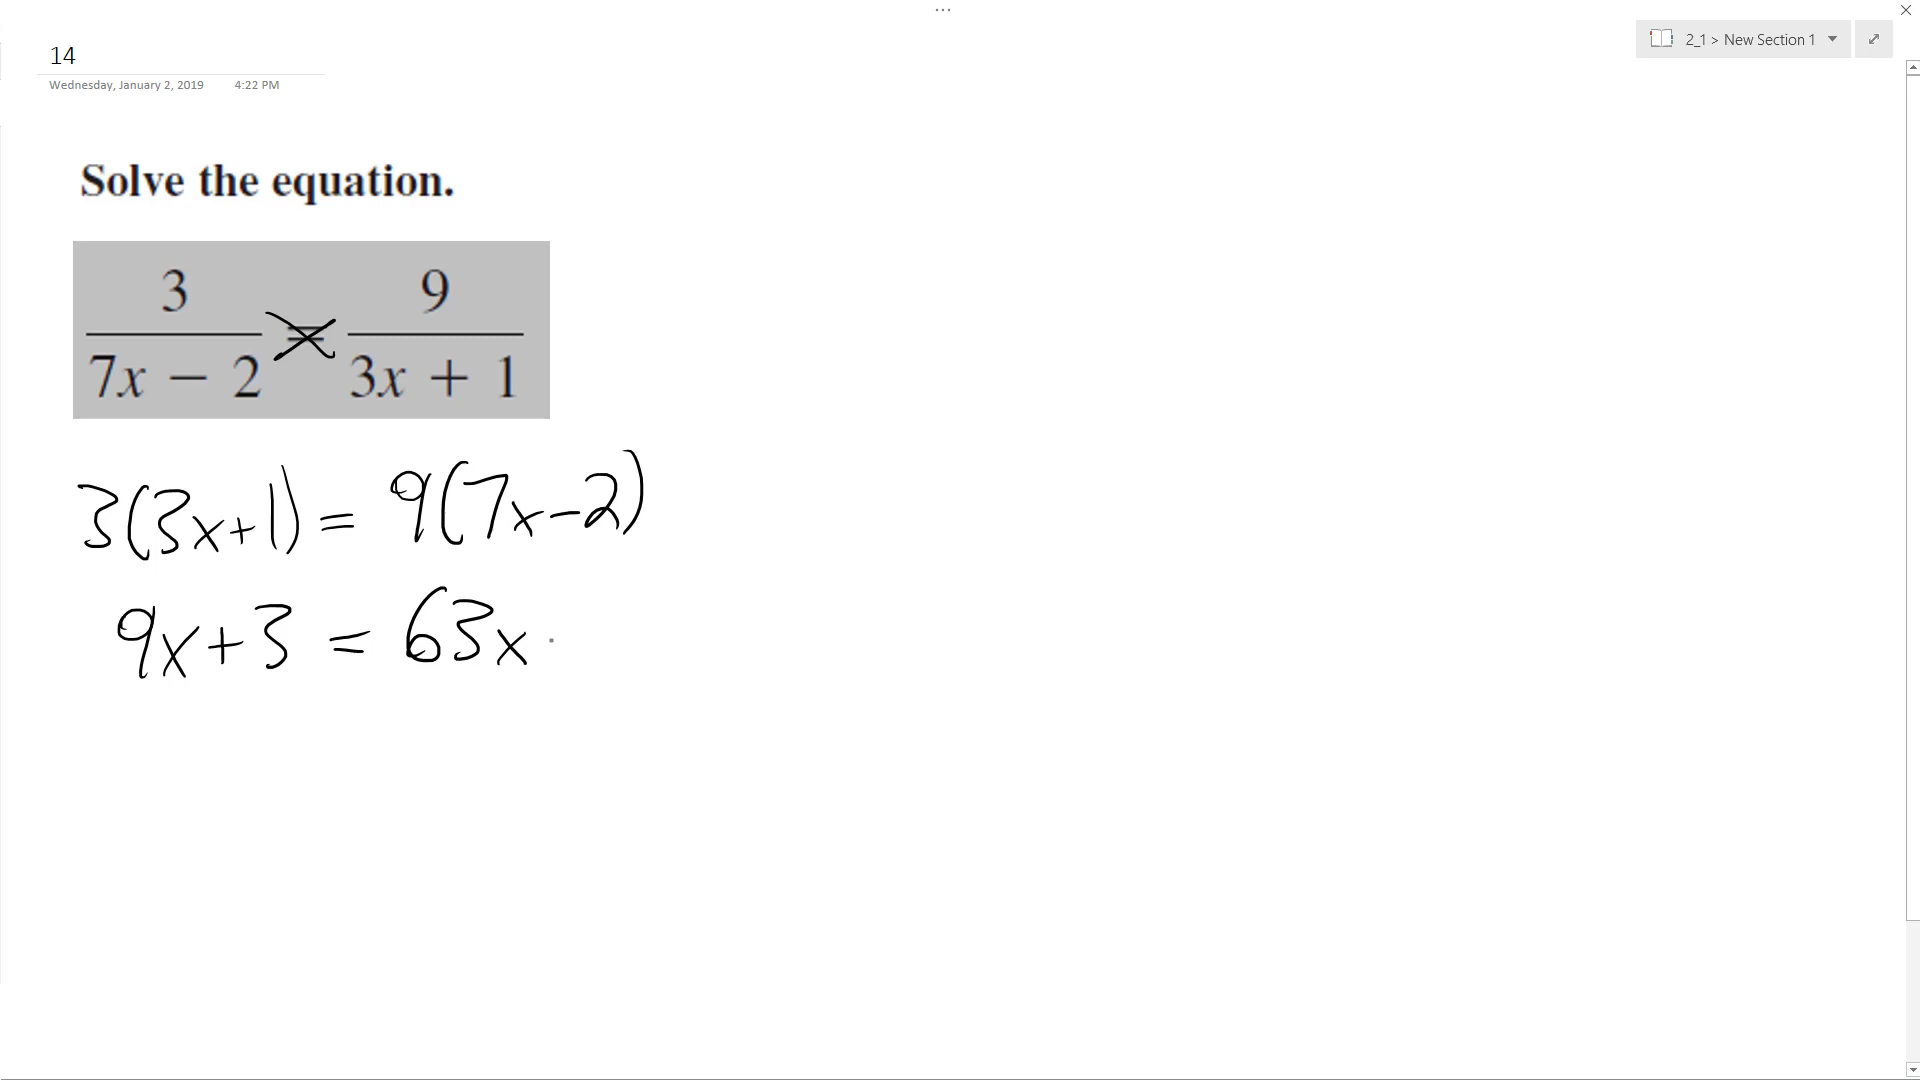 ...
2_1 > New Section 1
14
Wednesday, January 2, 2019 4:22 PM
Solve the equation.
3/(7x − 2) = 9/(3x + 1)
3(3x+1) = 9(7x-2)
9x+3 = 63x